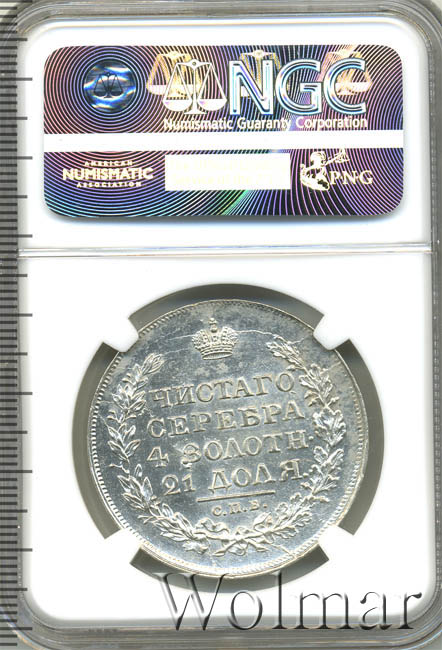 NGC
Numismatic Guaranty Corporation
AMERICAN
NUMISMATIC
ASSOCIATION
PNG
ЧИСТАГО
СЕРЕБРА
4 ЗОЛОТН.
21 ДОЛЯ
С.П.Б.
Wolmar